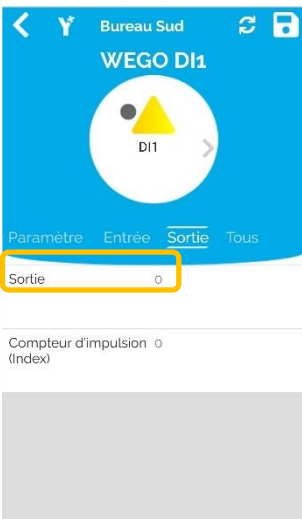 Bureau Sud
WEGO DI1
DI1
Paramètre Entrée Sortie Tous
Sortie 0
Compteur d'impulsion 0
(Index)